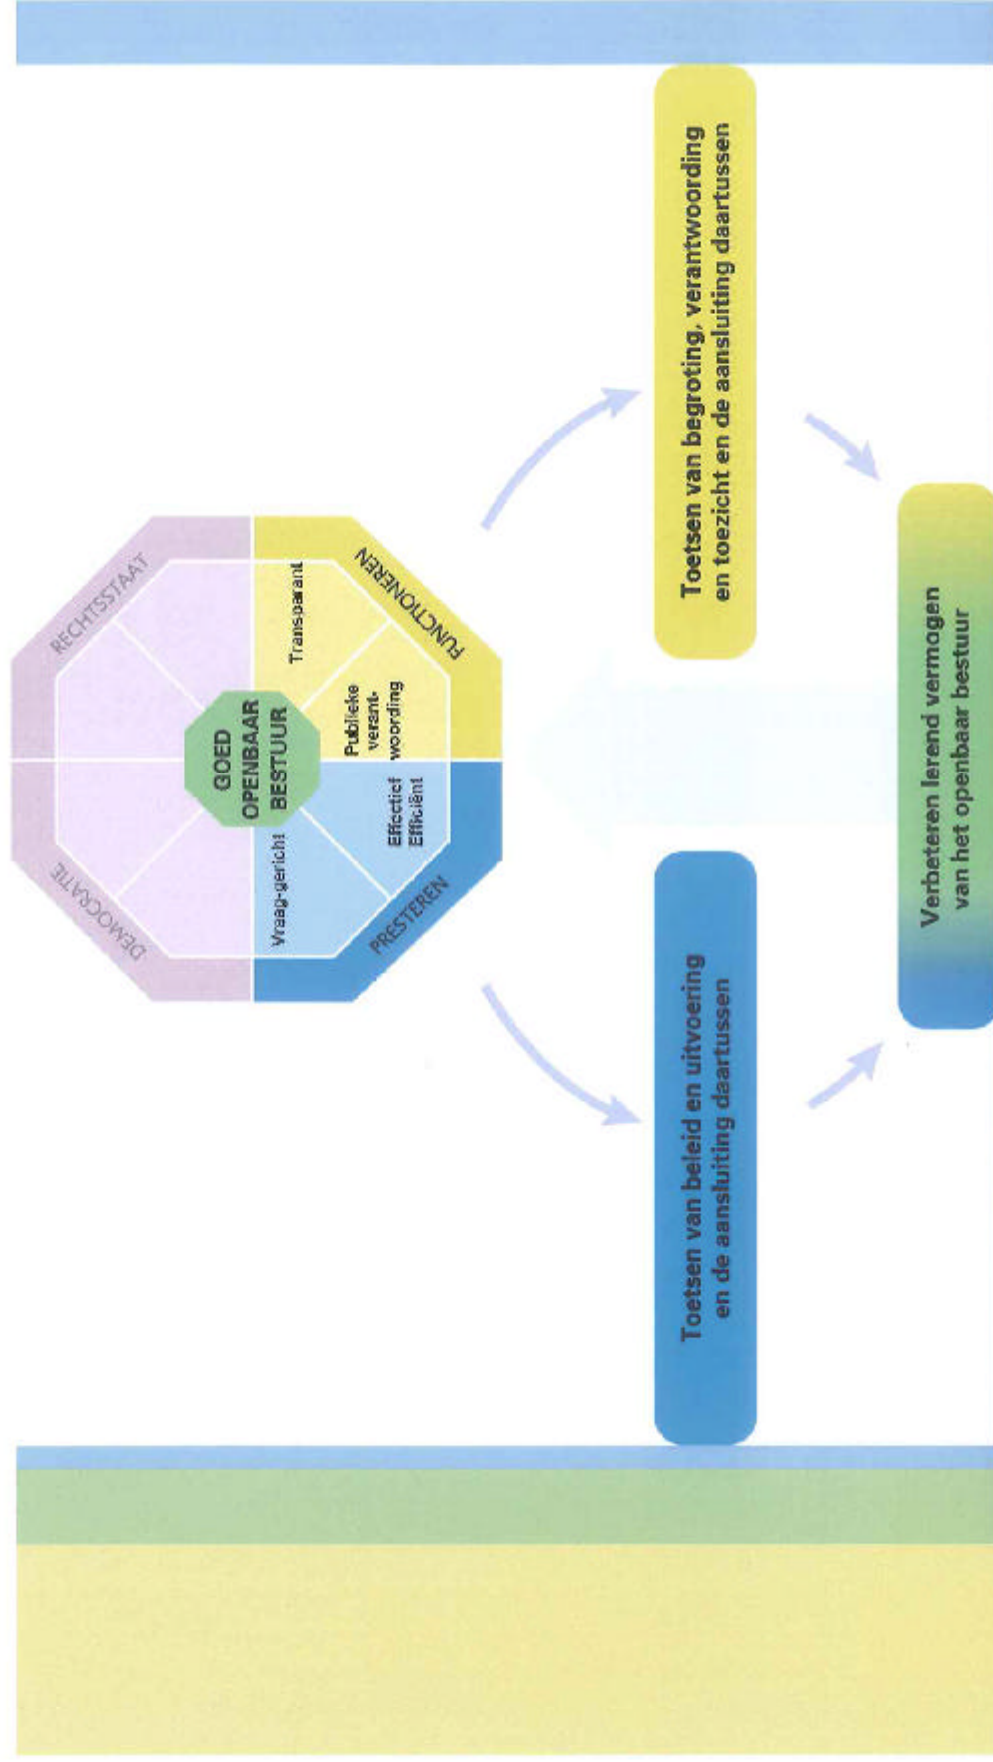 DEMOCRATIE
RECHTSSTAAT
GOED
OPENBAAR
BESTUUR
Vraag-gericht
Transparant
Effectief
Efficiënt
Publieke
verant-
woording
PRESTEREN
FUNCTIONEREN
Toetsen van beleid en uitvoering
en de aansluiting daartussen
Toetsen van begroting, verantwoording
en toezicht en de aansluiting daartussen
Verbeteren lerend vermogen
van het openbaar bestuur